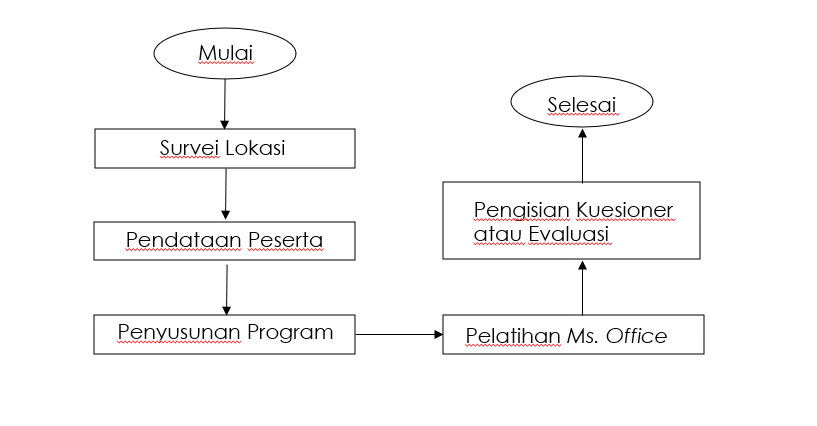 Mulai
Survei Lokasi
Pendataan Peserta
Penyusunan Program
Pelatihan Ms. Office
Pengisian Kuesioner
atau Evaluasi
Selesai